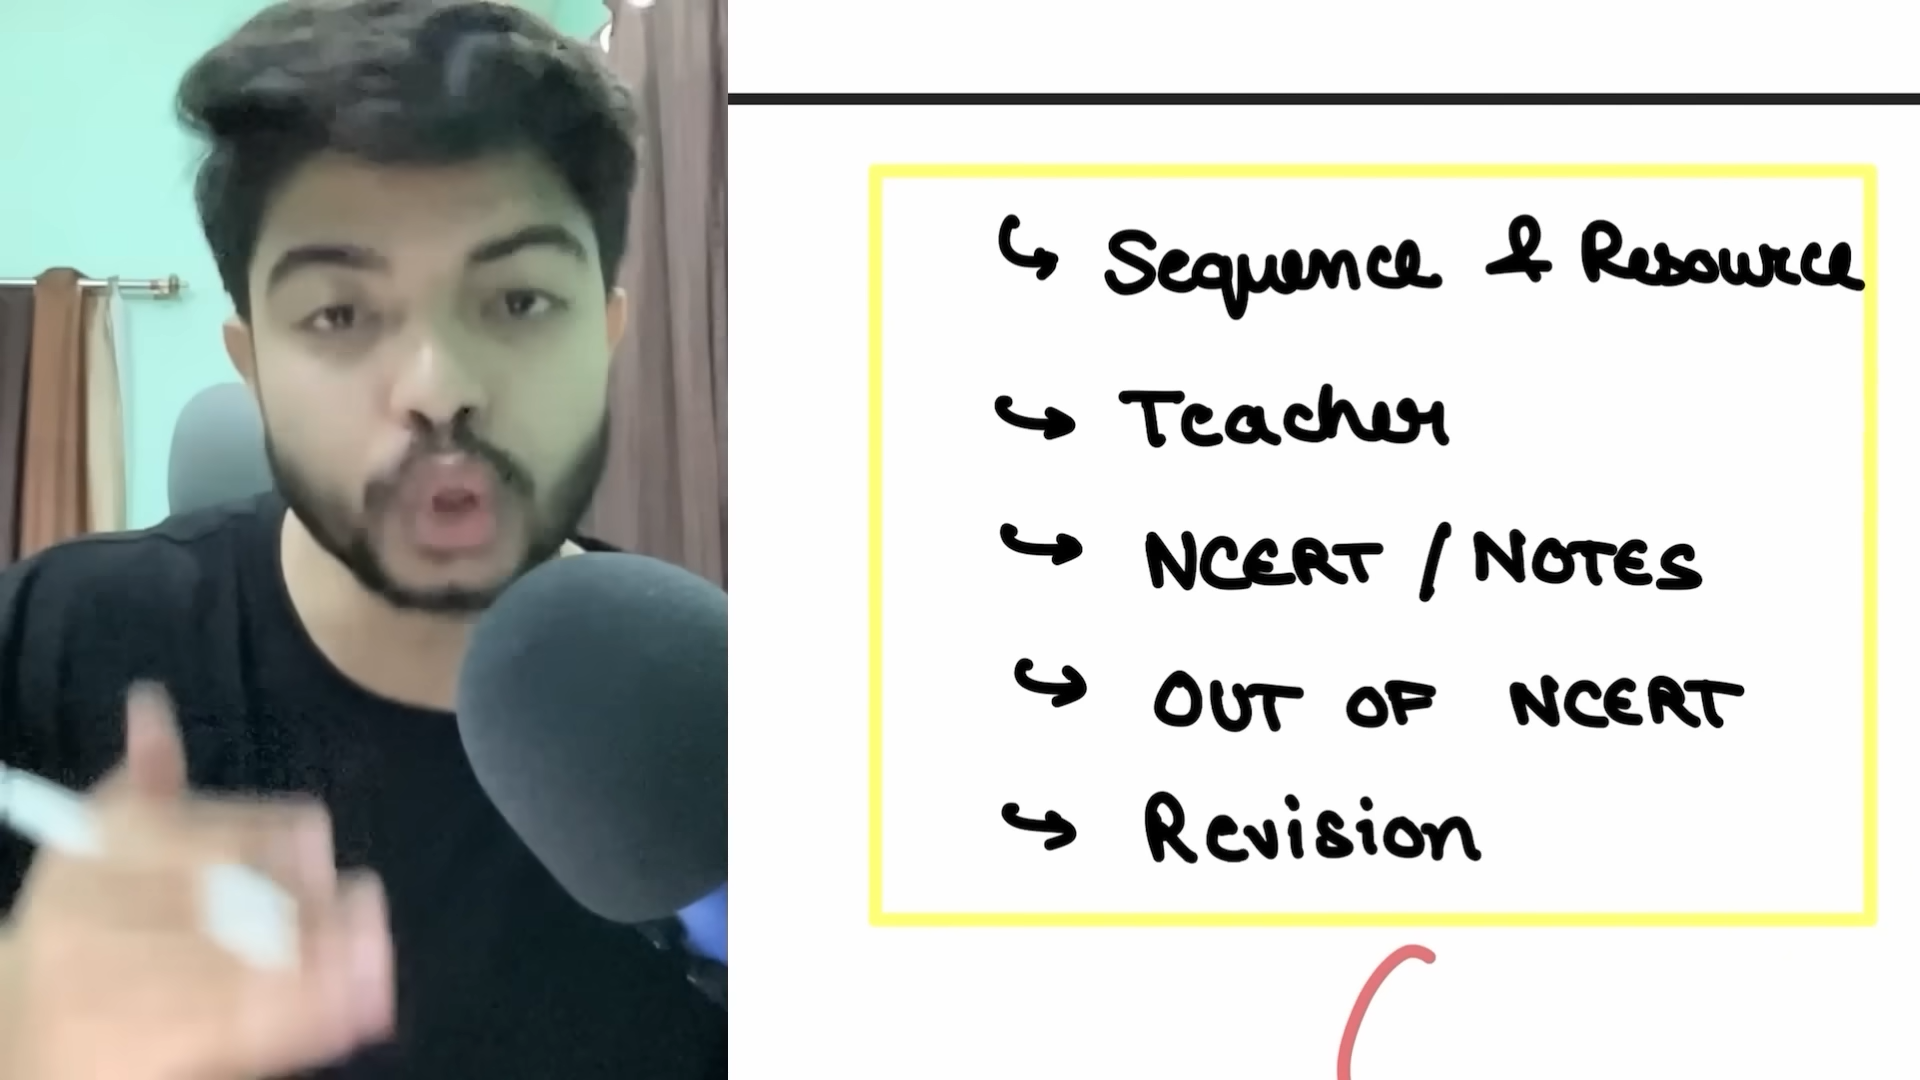 ↪ Sequence & Resource
↪ Teacher
↪ NCERT / NOTES
↪ OUT OF NCERT
↪ Revision